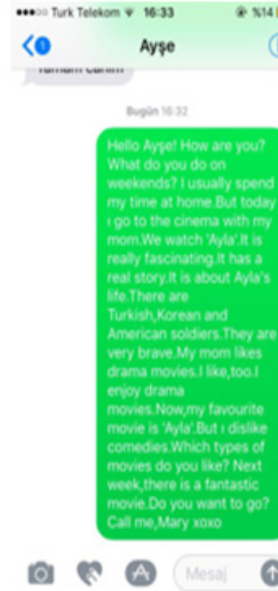 Turk Telekom 16:33 %14
1 Ayşe
Tamam canım
Bugün 16:32
Hello Ayşe! How are you?
What do you do on
weekends? I usually spend
my time at home.But today
ı go to the cinema with my
mom.We watch 'Ayla'.It is
really fascinating.It has a
real story.It is about Ayla's
life.There are
Turkish,Korean and
American soldiers.They are
very brave.My mom likes
drama movies.I like,too.I
enjoy drama
movies.Now,my favourite
movie is 'Ayla'.But ı dislike
comedies.Which types of
movies do you like? Next
week,there is a fantastic
movie.Do you want to go?
Call me,Mary xoxo
Mesaj